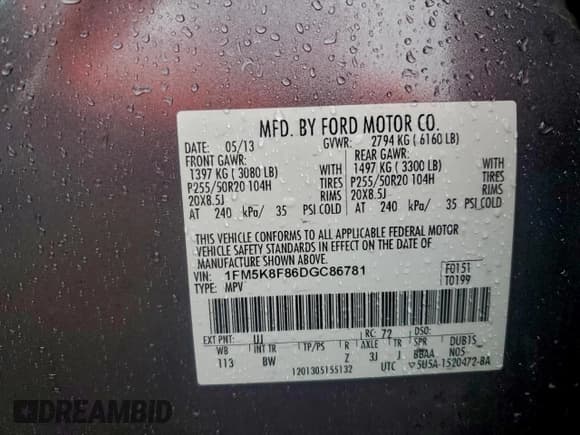 MFD. BY FORD MOTOR CO.
DATE: 05/13 GVWR: 2794 KG ( 6160 LB)
FRONT GAWR: REAR GAWR:
1397 KG ( 3080 LB) WITH 1497 KG ( 3300 LB) WITH
P255/50R20 104H TIRES P255/50R20 104H TIRES
20X8.5J RIMS 20X8.5J RIMS
AT 240 kPa/ 35 PSI COLD AT 240 kPa/ 35 PSI COLD
THIS VEHICLE CONFORMS TO ALL APPLICABLE FEDERAL MOTOR
VEHICLE SAFETY STANDARDS IN EFFECT ON THE DATE OF
MANUFACTURE SHOWN ABOVE.
VIN: 1FM5K8F86DGC86781 F0151
TYPE: MPV T0199
EXT PNT: UJ RC: 72 DSO:
WB INT TR TP/PS R AXLE TR SPR DUB1S
113 BW Z 3J J BBAA N05
1201305155132 UTC 5U5A-1520472-BA
DREAMBID